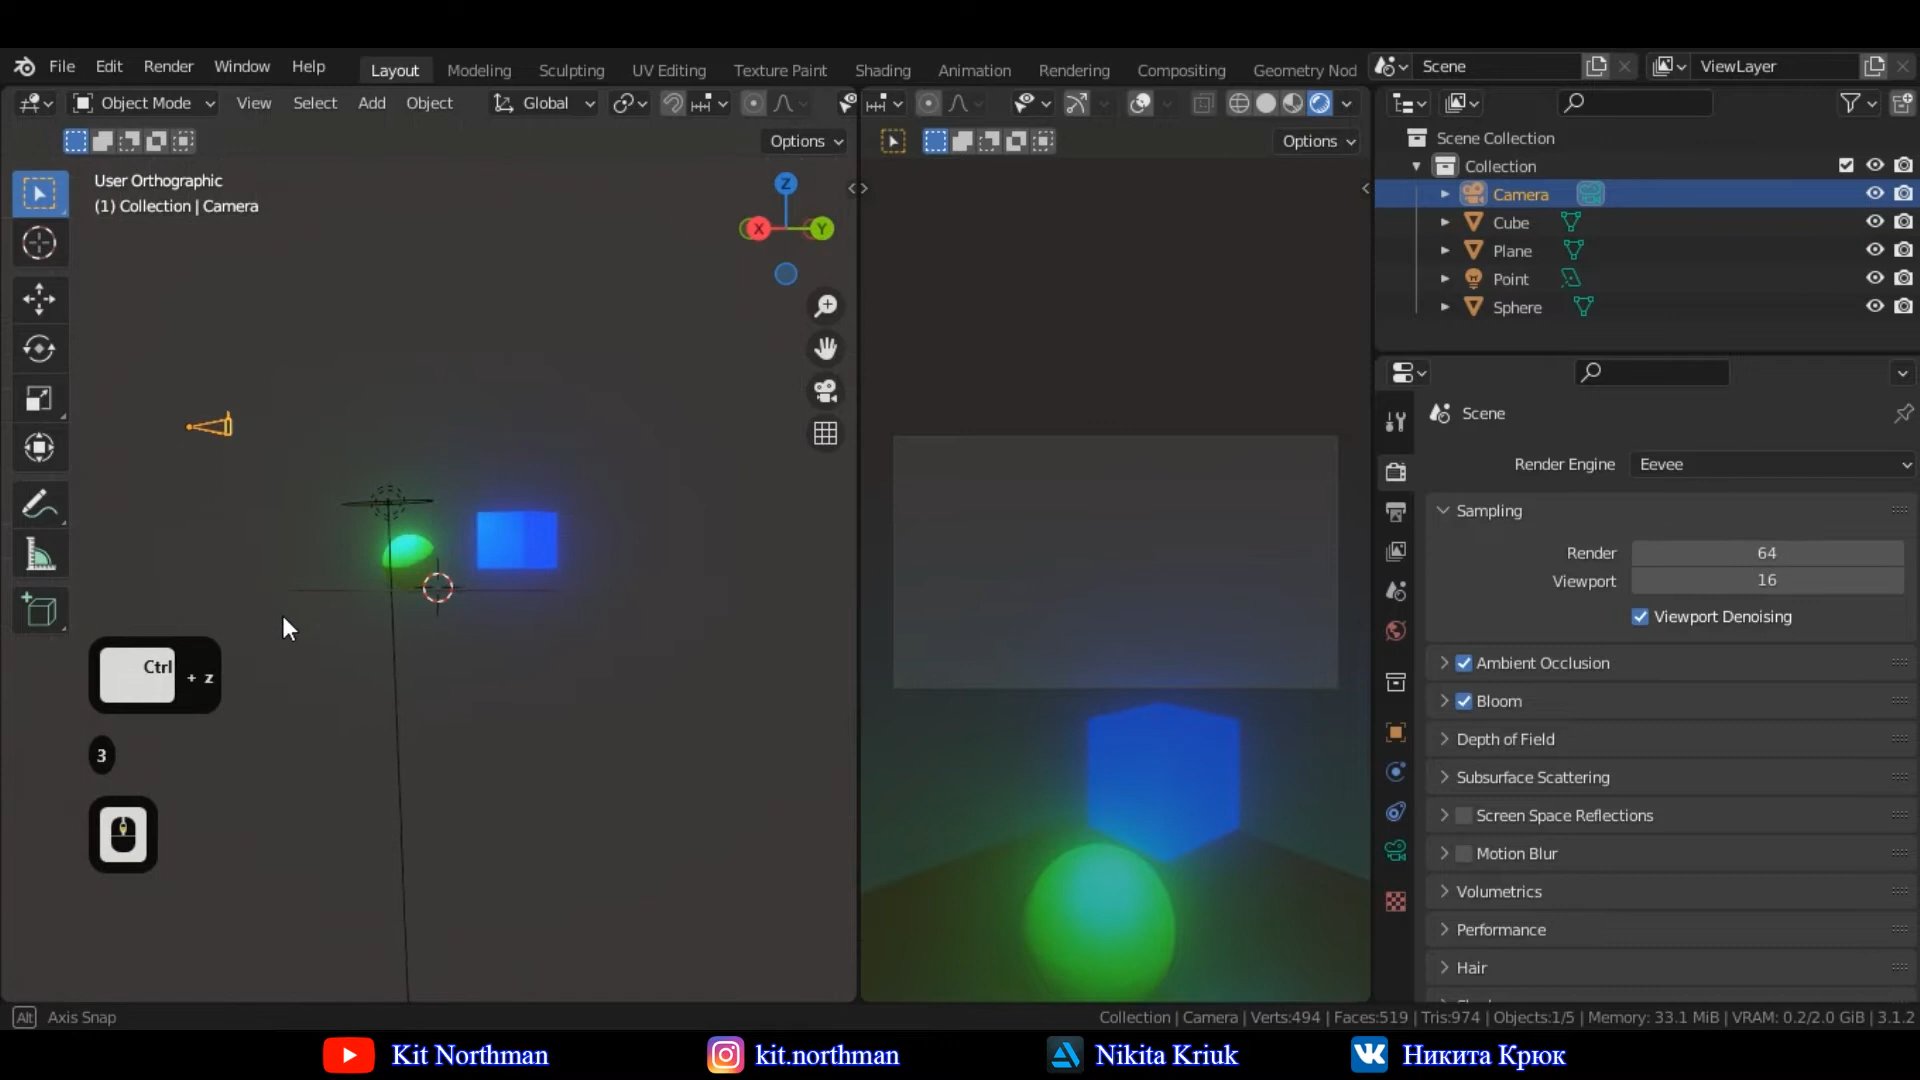 File Edit Render Window Help Layout Modeling Sculpting UV Editing Texture Paint Shading Animation Rendering Compositing Geometry Nod Scene ViewLayer
Object Mode View Select Add Object Global
Options Options
User Orthographic
(1) Collection | Camera
Z
X Y
Scene Collection
Collection
Camera
Cube
Plane
Point
Sphere
Scene
Render Engine Eevee
Sampling
Render 64
Viewport 16
Viewport Denoising
Ambient Occlusion
Bloom
Depth of Field
Subsurface Scattering
Screen Space Reflections
Motion Blur
Volumetrics
Performance
Hair
Ctrl + z
3
Alt Axis Snap
Collection | Camera | Verts:494 | Faces:519 | Tris:974 | Objects:1/5 | Memory: 33.1 MiB | VRAM: 0.2/2.0 GiB | 3.1.2
Kit Northman kit.northman Nikita Kriuk Никита Крюк